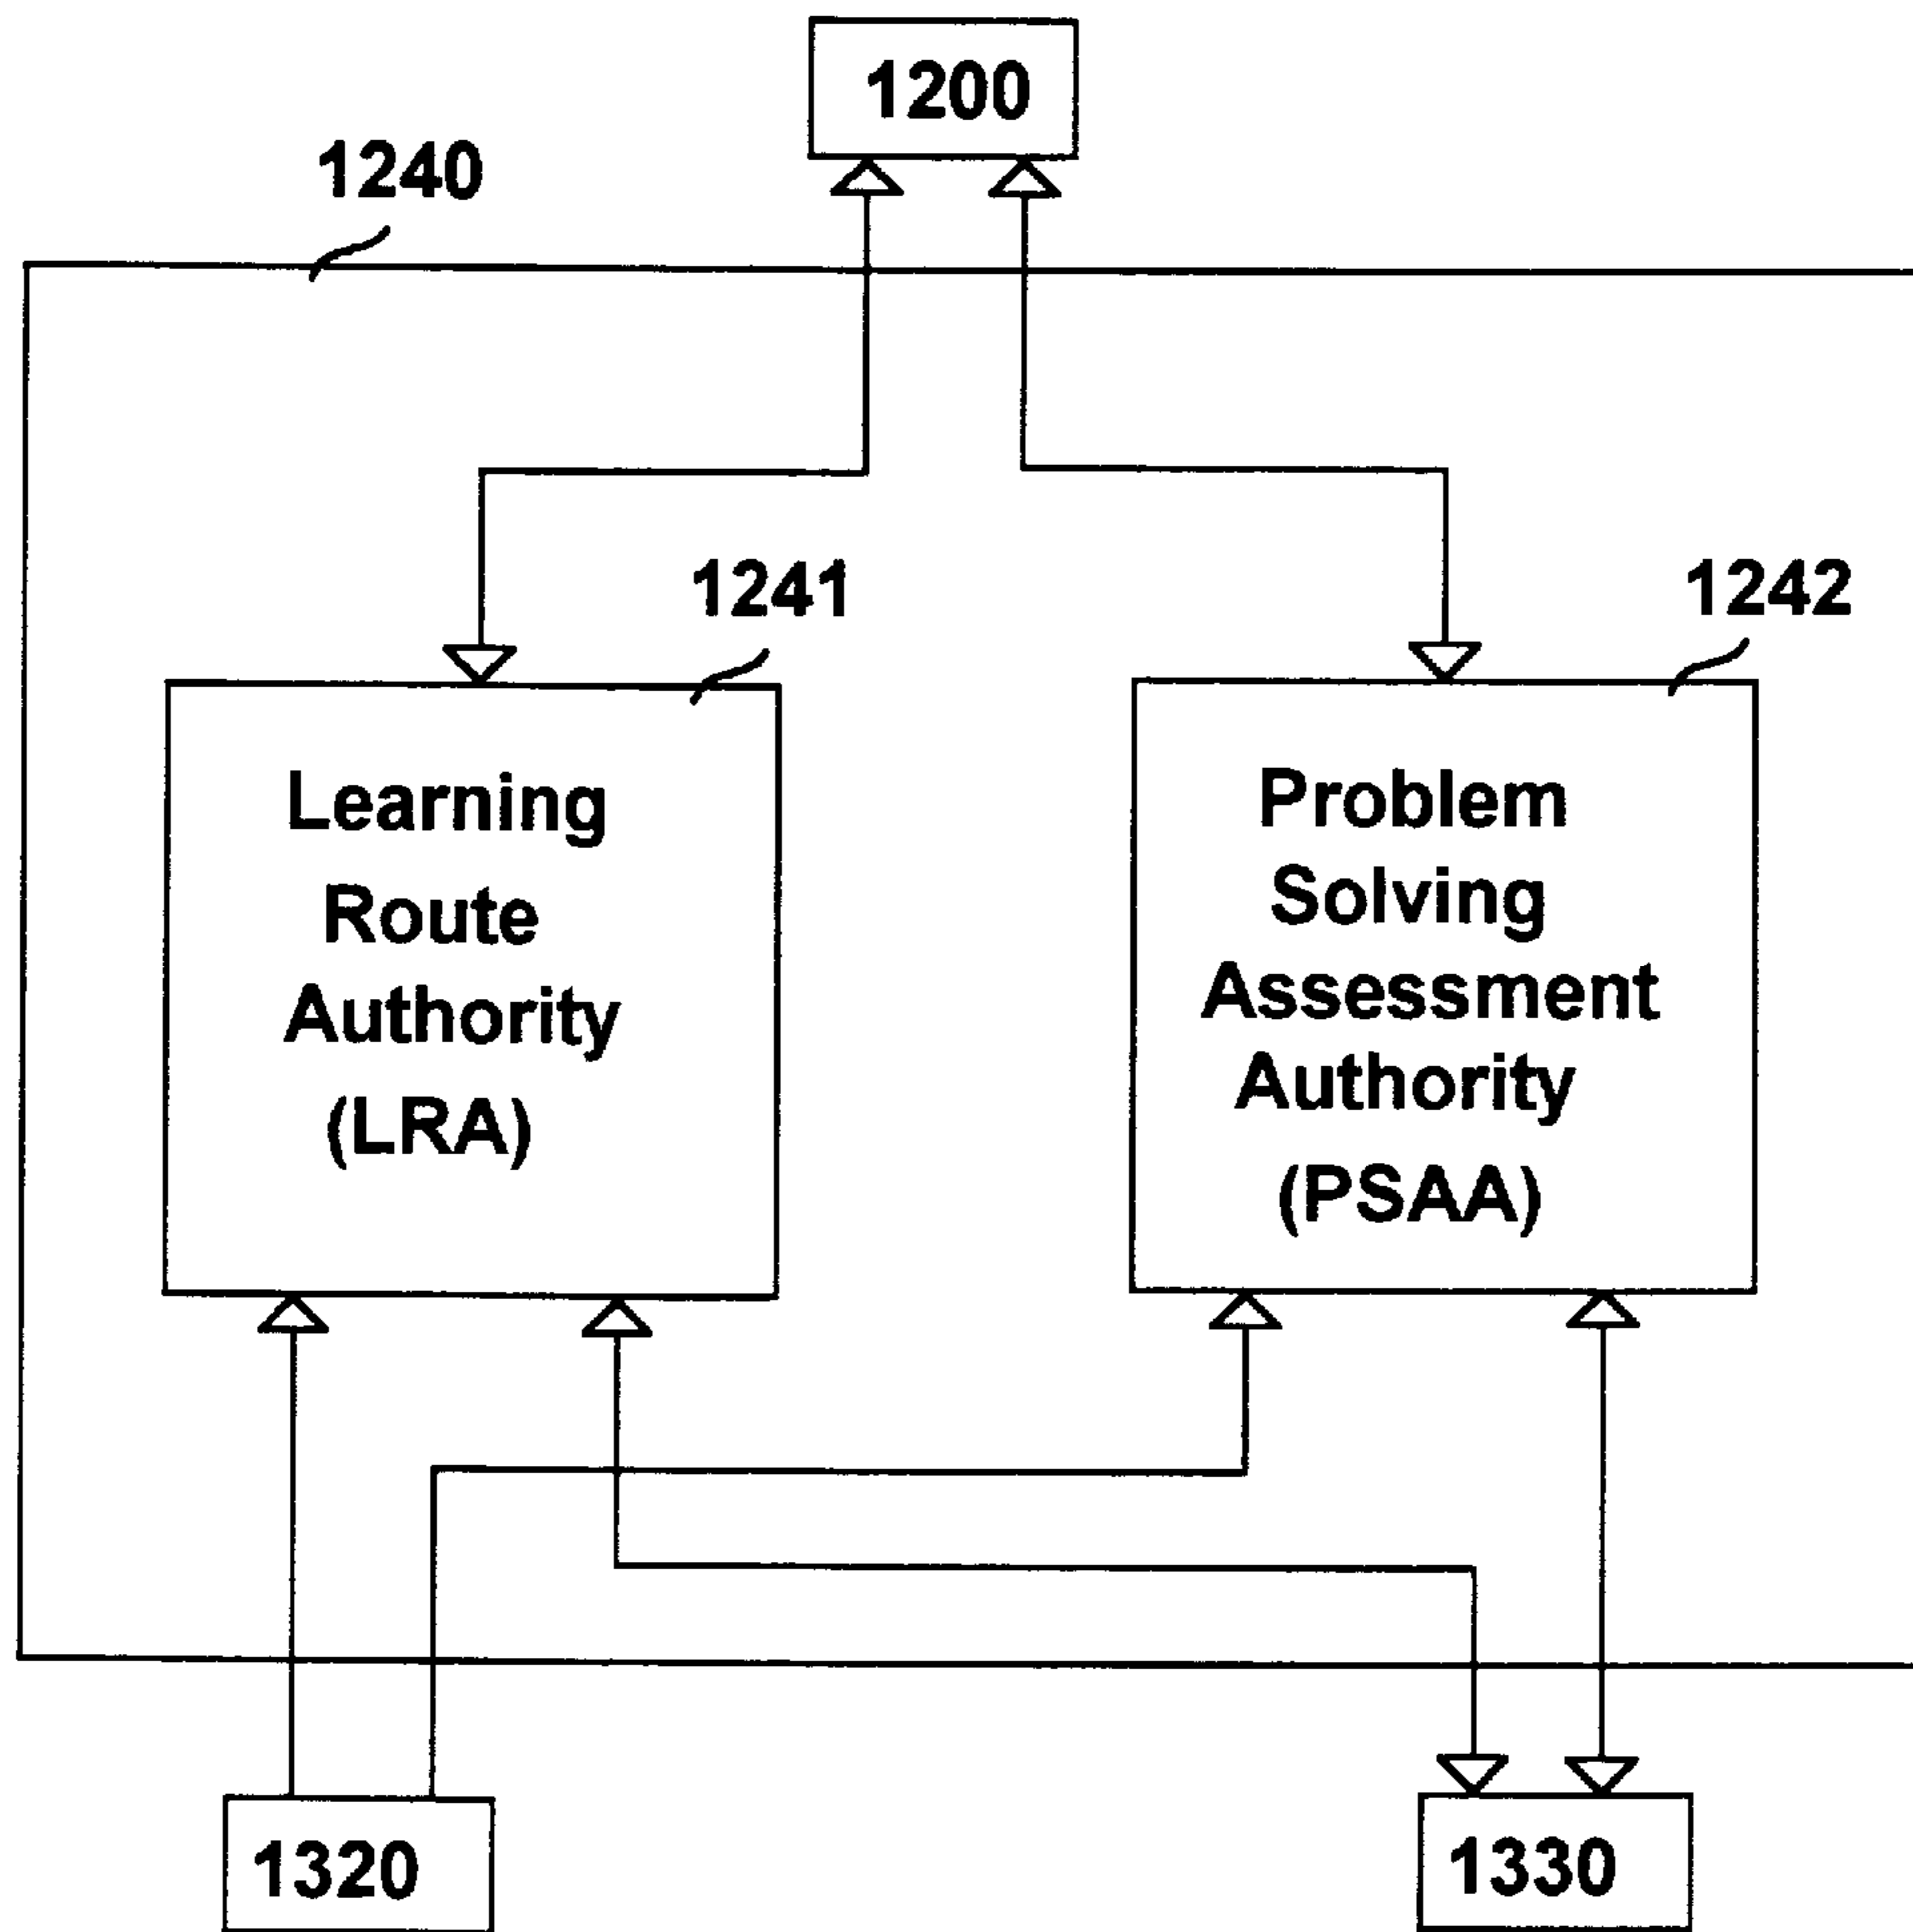 1200
1240
1241
1242
Learning
Route
Authority
(LRA)
Problem
Solving
Assessment
Authority
(PSAA)
1320
1330